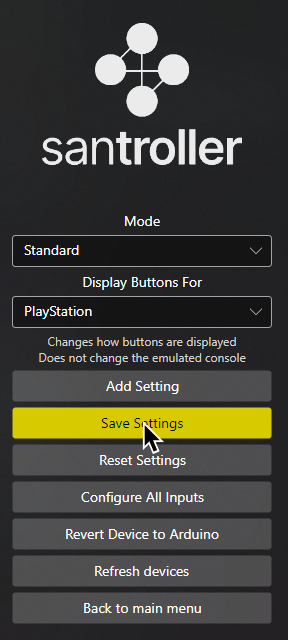 santroller
Mode
Standard
Display Buttons For
PlayStation
Changes how buttons are displayed
Does not change the emulated console
Add Setting
Save Settings
Reset Settings
Configure All Inputs
Revert Device to Arduino
Refresh devices
Back to main menu